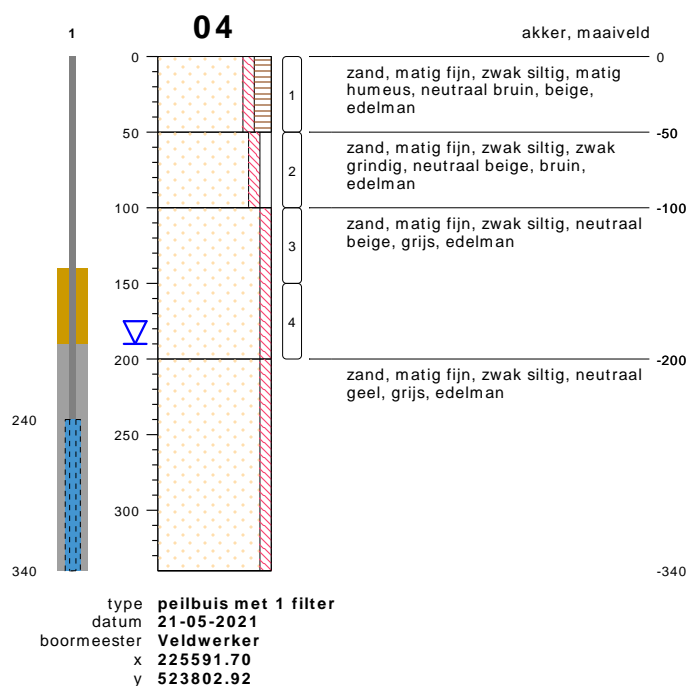 1
04
akker, maaiveld
0
0
zand, matig fijn, zwak siltig, matig
humeus, neutraal bruin, beige,
edelman
1
50
-50
zand, matig fijn, zwak siltig, zwak
grindig, neutraal beige, bruin,
edelman
2
100
-100
zand, matig fijn, zwak siltig, neutraal
beige, grijs, edelman
3
150
4
200
-200
zand, matig fijn, zwak siltig, neutraal
geel, grijs, edelman
240
250
300
340
-340
type peilbuis met 1 filter
datum 21-05-2021
boormeester Veldwerker
x 225591.70
y 523802.92